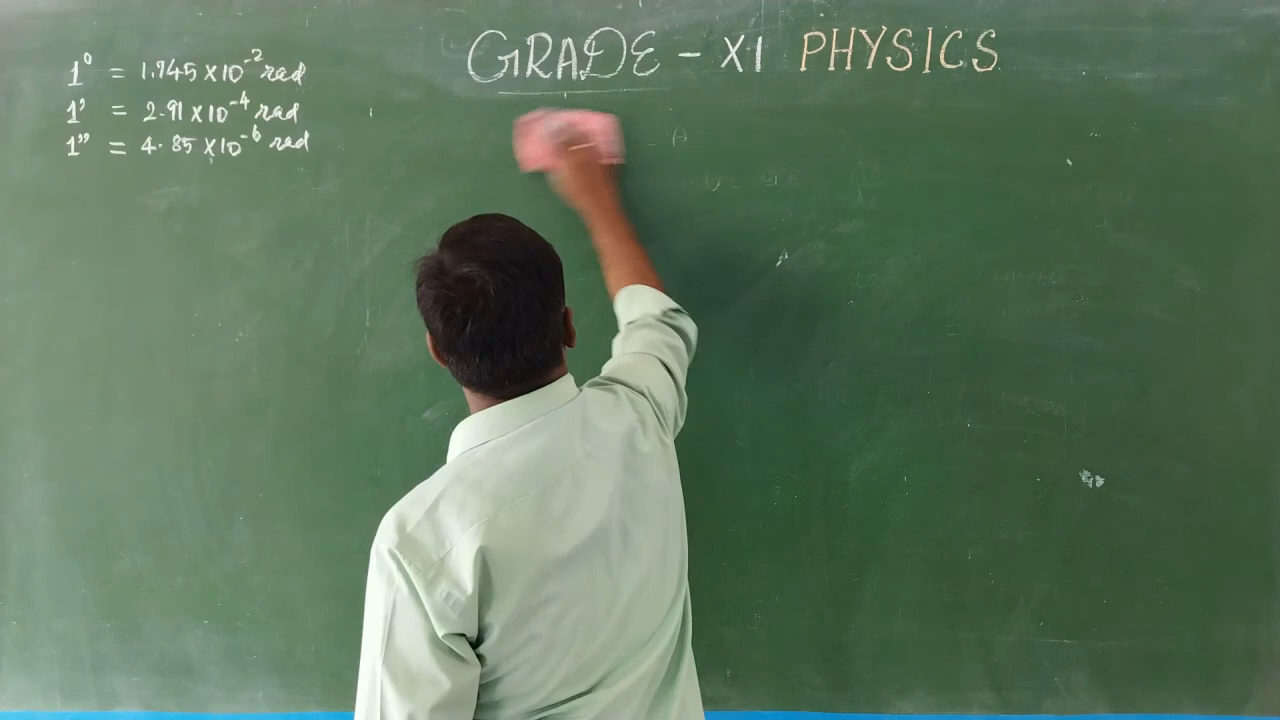 GRADE - XI PHYSICS
1° = 1.745 × 10⁻² rad
1' = 2.91 × 10⁻⁴ rad
1" = 4.85 × 10⁻⁶ rad